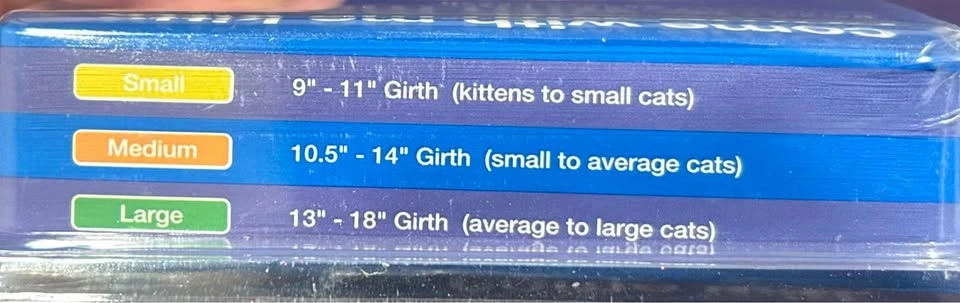 Small 9" - 11" Girth (kittens to small cats)
Medium 10.5" - 14" Girth (small to average cats)
Large 13" - 18" Girth (average to large cats)